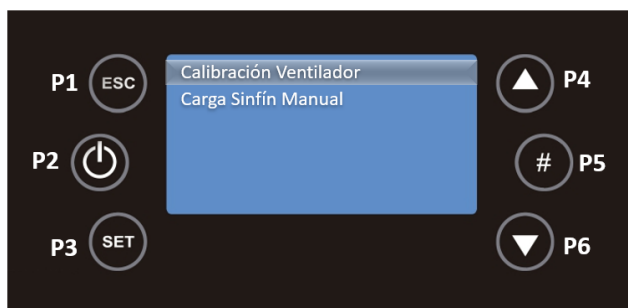 P1 ESC
Calibración Ventilador
Carga Sinfín Manual
P4
P2
# P5
P3 SET
P6